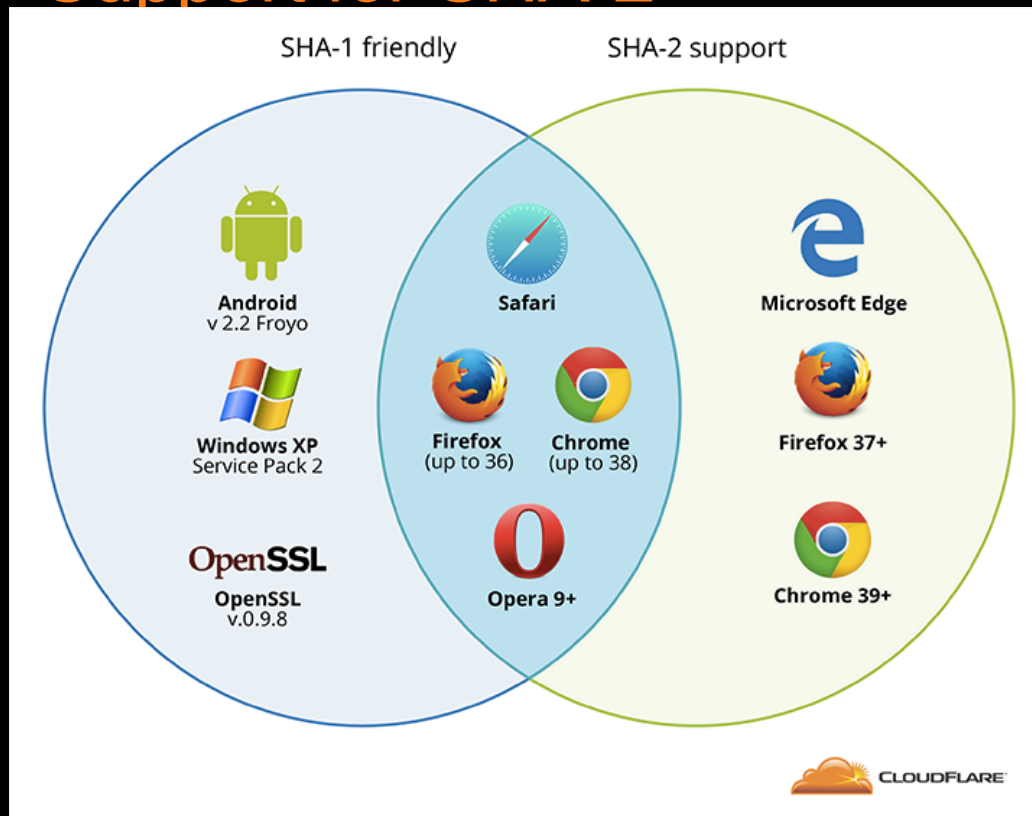 SHA-1 friendly
SHA-2 support
Android
v 2.2 Froyo
Safari
Microsoft Edge
Windows XP
Service Pack 2
Firefox
(up to 36)
Chrome
(up to 38)
Firefox 37+
OpenSSL
OpenSSL
v.0.9.8
Opera 9+
Chrome 39+
CLOUDFLARE